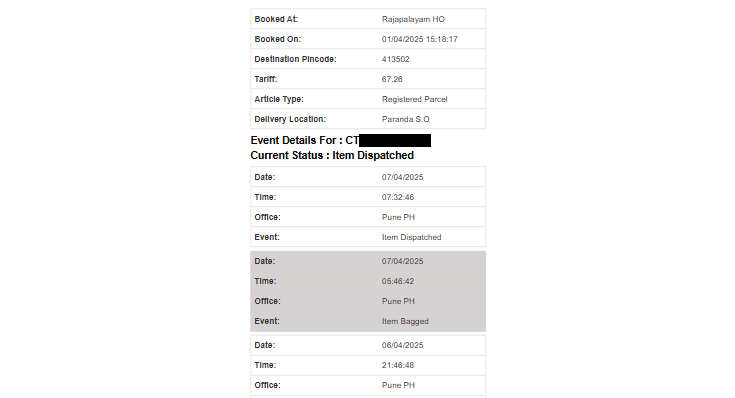 Booked At: Rajapalayam HO
Booked On: 01/04/2025 15:18:17
Destination Pincode: 413502
Tariff: 67.26
Article Type: Registered Parcel
Delivery Location: Paranda S.O
Event Details For : CT
Current Status : Item Dispatched
Date: 07/04/2025
Time: 07:32:46
Office: Pune PH
Event: Item Dispatched
Date: 07/04/2025
Time: 05:46:42
Office: Pune PH
Event: Item Bagged
Date: 06/04/2025
Time: 21:46:48
Office: Pune PH